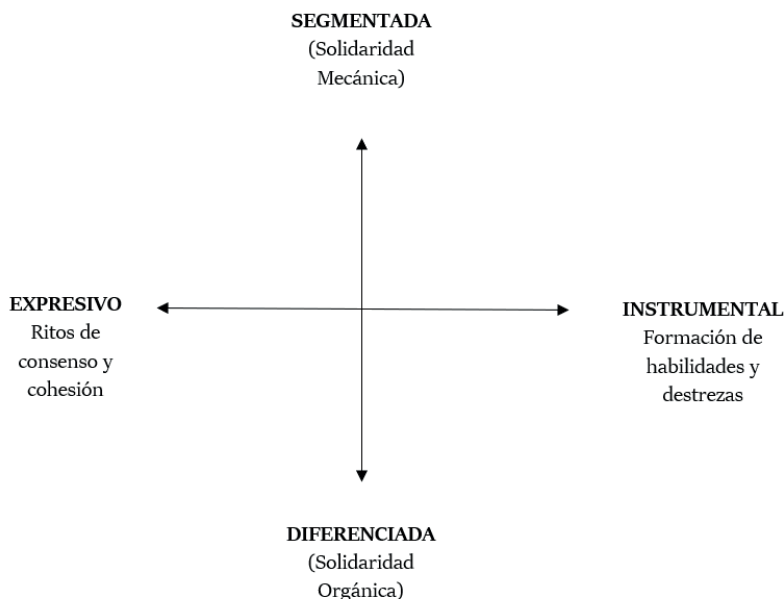 SEGMENTADA
(Solidaridad
Mecánica)
EXPRESIVO
Ritos de
consenso y
cohesión
INSTRUMENTAL
Formación de
habilidades y
destrezas
DIFERENCIADA
(Solidaridad
Orgánica)